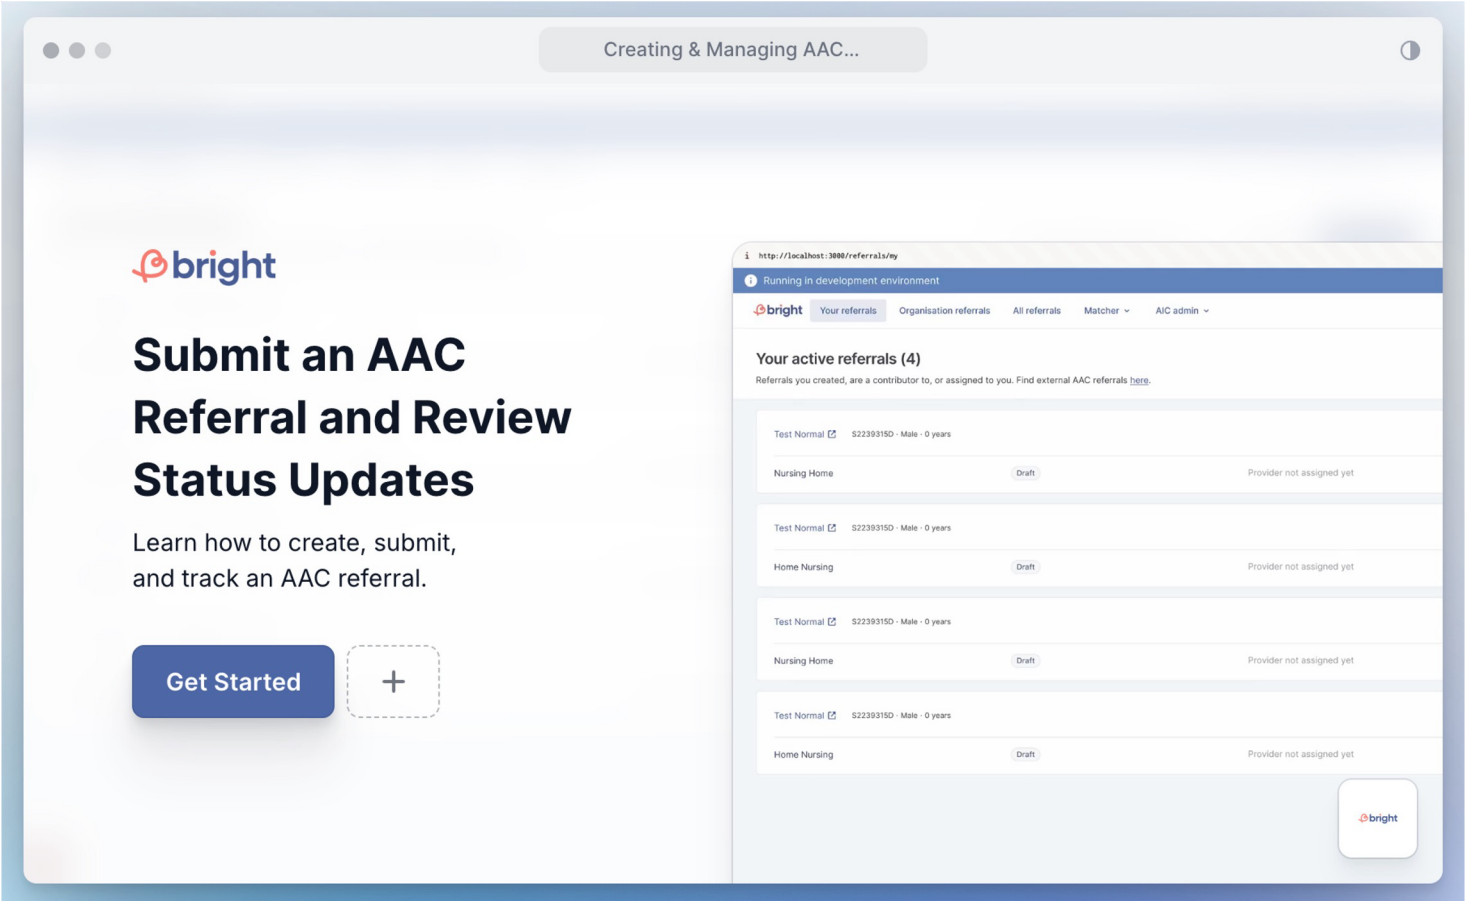 Creating & Managing AAC...
bright
Submit an AAC
Referral and Review
Status Updates
Learn how to create, submit,
and track an AAC referral.
Get Started
http://localhost:3000/referrals/my
Running in development environment
bright Your referrals Organisation referrals All referrals Matcher AIC admin
Your active referrals (4)
Referrals you created, are a contributor to, or assigned to you. Find external AAC referrals here.
Test Normal S2239315D · Male · 0 years
Nursing Home Draft Provider not assigned yet
Test Normal S2239315D · Male · 0 years
Home Nursing Draft Provider not assigned yet
Test Normal S2239315D · Male · 0 years
Nursing Home Draft Provider not assigned yet
Test Normal S2239315D · Male · 0 years
Home Nursing Draft Provider not assigned yet
bright